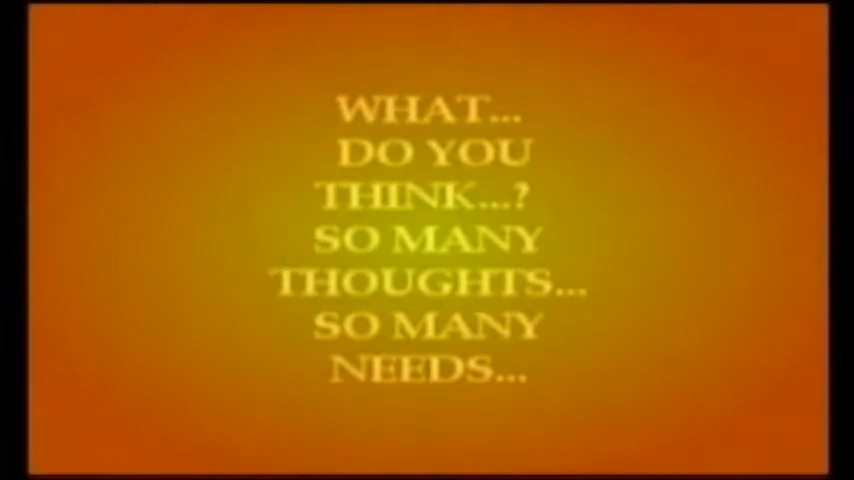 WHAT...
DO YOU
THINK...?
SO MANY
THOUGHTS...
SO MANY
NEEDS...